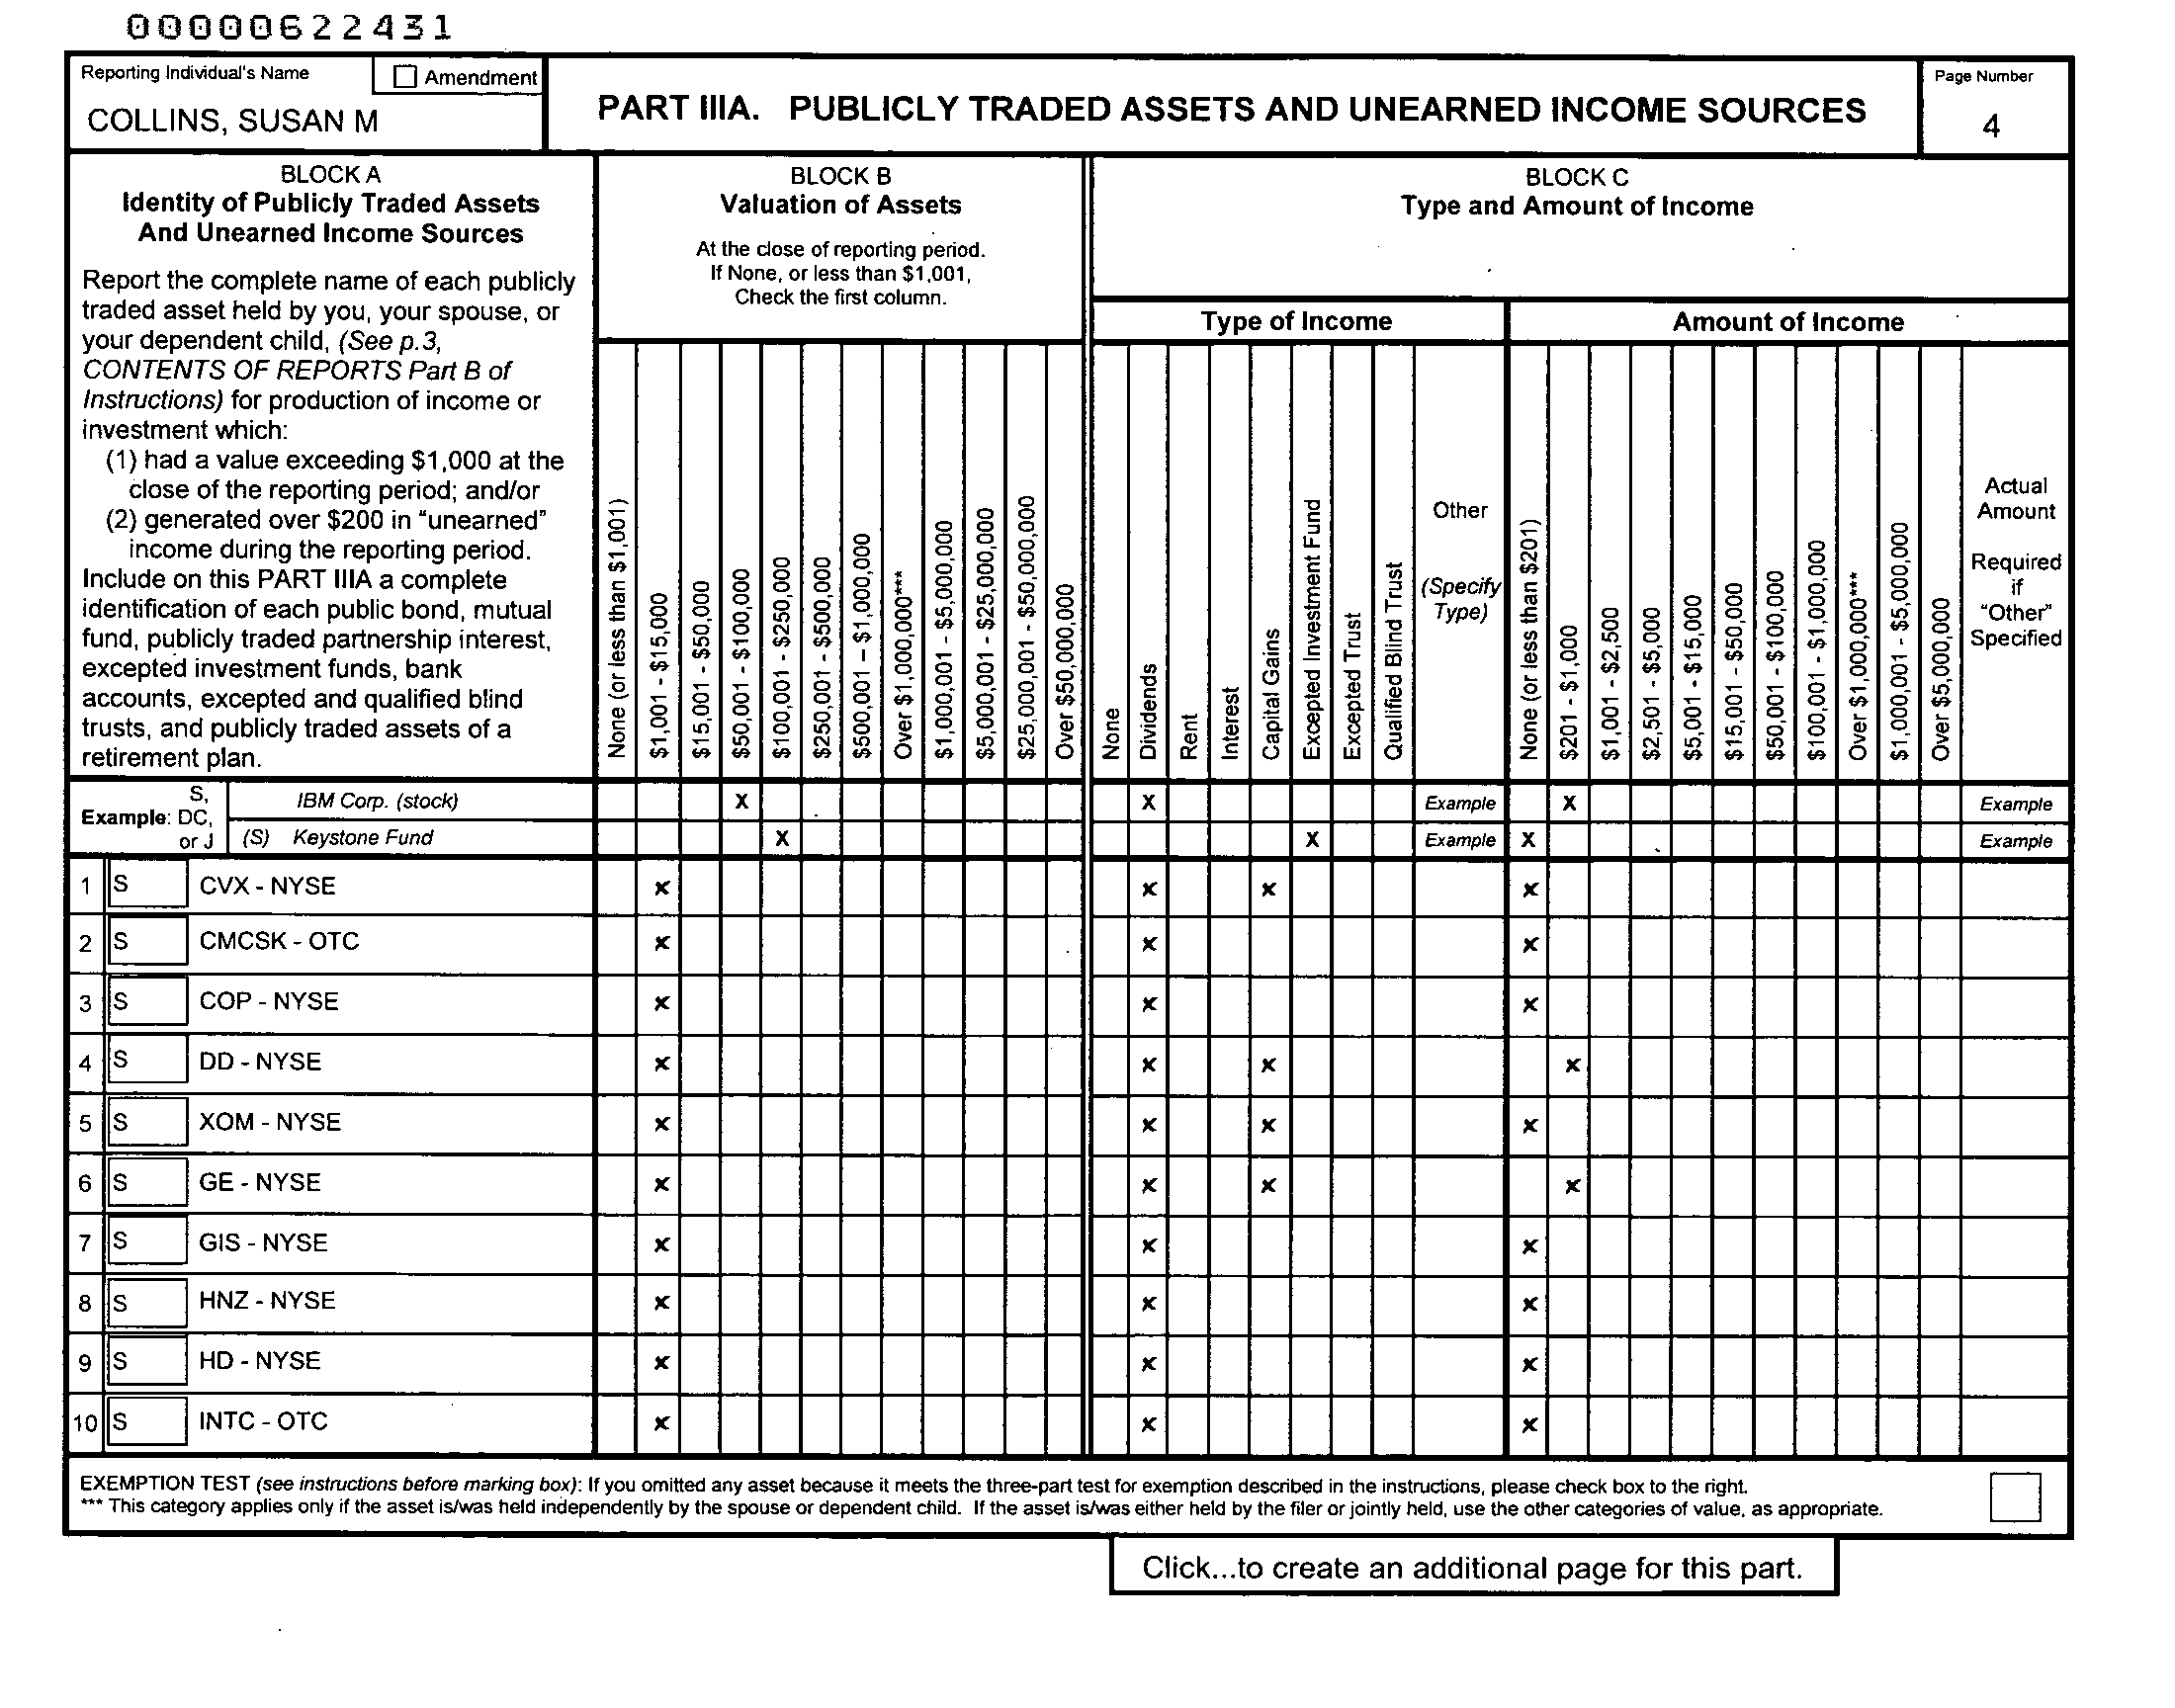 00000622431
Reporting Individual's Name
Amendment
COLLINS, SUSAN M
PART IIIA. PUBLICLY TRADED ASSETS AND UNEARNED INCOME SOURCES
Page Number
4
BLOCK A
Identity of Publicly Traded Assets
And Unearned Income Sources
Report the complete name of each publicly
traded asset held by you, your spouse, or
your dependent child, (See p.3,
CONTENTS OF REPORTS Part B of
Instructions) for production of income or
investment which:
(1) had a value exceeding $1,000 at the
close of the reporting period; and/or
(2) generated over $200 in "unearned"
income during the reporting period.
Include on this PART IIIA a complete
identification of each public bond, mutual
fund, publicly traded partnership interest,
excepted investment funds, bank
accounts, excepted and qualified blind
trusts, and publicly traded assets of a
retirement plan.
BLOCK B
Valuation of Assets
At the close of reporting period.
If None, or less than $1,001,
Check the first column.
None (or less than $1,001)
$1,001 - $15,000
$15,001 - $50,000
$50,001 - $100,000
$100,001 - $250,000
$250,001 - $500,000
$500,001 – $1,000,000
Over $1,000,000***
$1,000,001 - $5,000,000
$5,000,001 - $25,000,000
$25,000,001 - $50,000,000
Over $50,000,000
BLOCK C
Type and Amount of Income
Type of Income
None
Dividends
Rent
Interest
Capital Gains
Excepted Investment Fund
Excepted Trust
Qualified Blind Trust
Other
(Specify
Type)
Amount of Income
None (or less than $201)
$201 - $1,000
$1,001 - $2,500
$2,501 - $5,000
$5,001 - $15,000
$15,001 - $50,000
$50,001 - $100,000
$100,001 - $1,000,000
Over $1,000,000***
$1,000,001 - $5,000,000
Over $5,000,000
Actual
Amount
Required
if
"Other"
Specified
Example: S, DC, or J
IBM Corp. (stock) X X Example X Example
(S) Keystone Fund X X Example X Example
1 S CVX - NYSE x x x x
2 S CMCSK - OTC x x x
3 S COP - NYSE x x x
4 S DD - NYSE x x x x
5 S XOM - NYSE x x x x
6 S GE - NYSE x x x x
7 S GIS - NYSE x x x
8 S HNZ - NYSE x x x
9 S HD - NYSE x x x
10 S INTC - OTC x x x
EXEMPTION TEST (see instructions before marking box): If you omitted any asset because it meets the three-part test for exemption described in the instructions, please check box to the right.
*** This category applies only if the asset is/was held independently by the spouse or dependent child. If the asset is/was either held by the filer or jointly held, use the other categories of value, as appropriate.
Click...to create an additional page for this part.